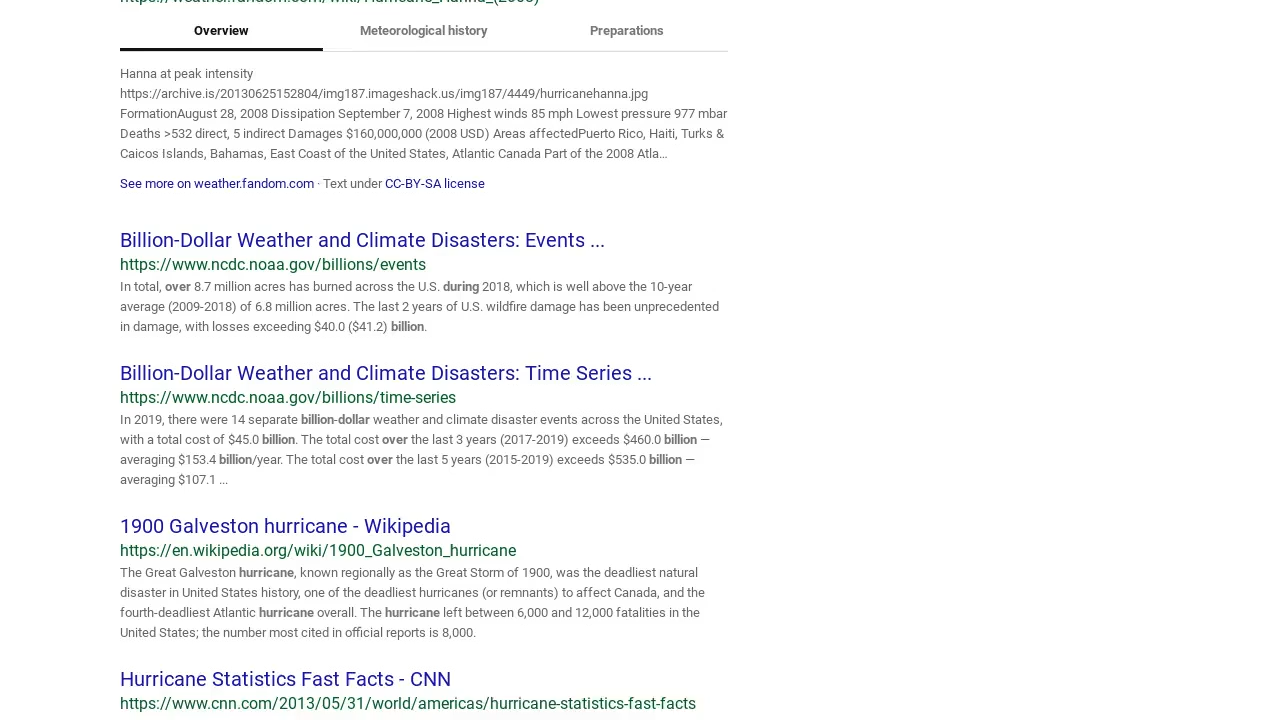 Overview Meteorological history Preparations
Hanna at peak intensity
https://archive.is/20130625152804/img187.imageshack.us/img187/4449/hurricanehanna.jpg
FormationAugust 28, 2008 Dissipation September 7, 2008 Highest winds 85 mph Lowest pressure 977 mbar
Deaths >532 direct, 5 indirect Damages $160,000,000 (2008 USD) Areas affectedPuerto Rico, Haiti, Turks &
Caicos Islands, Bahamas, East Coast of the United States, Atlantic Canada Part of the 2008 Atla...
See more on weather.fandom.com · Text under CC-BY-SA license
Billion-Dollar Weather and Climate Disasters: Events ...
https://www.ncdc.noaa.gov/billions/events
In total, over 8.7 million acres has burned across the U.S. during 2018, which is well above the 10-year
average (2009-2018) of 6.8 million acres. The last 2 years of U.S. wildfire damage has been unprecedented
in damage, with losses exceeding $40.0 ($41.2) billion.
Billion-Dollar Weather and Climate Disasters: Time Series ...
https://www.ncdc.noaa.gov/billions/time-series
In 2019, there were 14 separate billion-dollar weather and climate disaster events across the United States,
with a total cost of $45.0 billion. The total cost over the last 3 years (2017-2019) exceeds $460.0 billion —
averaging $153.4 billion/year. The total cost over the last 5 years (2015-2019) exceeds $535.0 billion —
averaging $107.1 ...
1900 Galveston hurricane - Wikipedia
https://en.wikipedia.org/wiki/1900_Galveston_hurricane
The Great Galveston hurricane, known regionally as the Great Storm of 1900, was the deadliest natural
disaster in United States history, one of the deadliest hurricanes (or remnants) to affect Canada, and the
fourth-deadliest Atlantic hurricane overall. The hurricane left between 6,000 and 12,000 fatalities in the
United States; the number most cited in official reports is 8,000.
Hurricane Statistics Fast Facts - CNN
https://www.cnn.com/2013/05/31/world/americas/hurricane-statistics-fast-facts